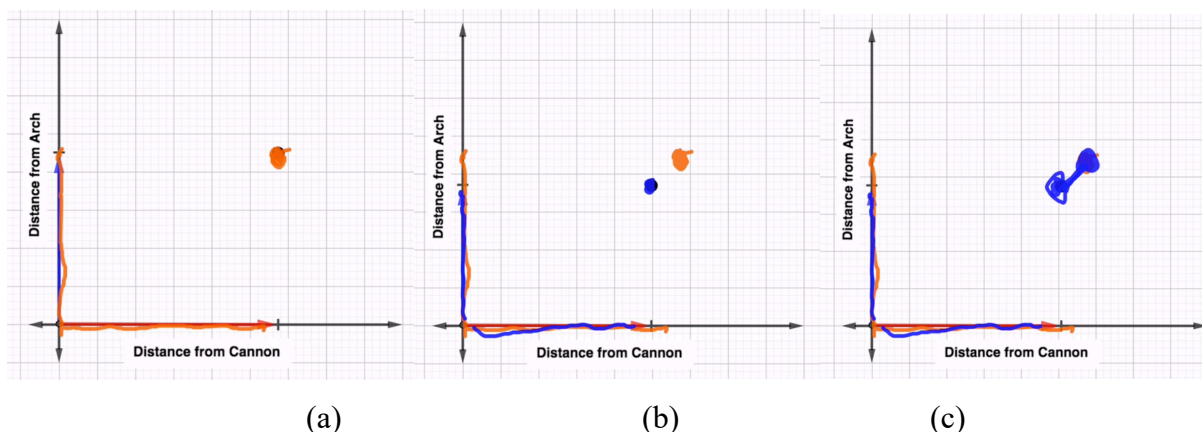 Distance from Arch
Distance from Cannon
Distance from Arch
Distance from Cannon
Distance from Arch
Distance from Cannon
(a)
(b)
(c)